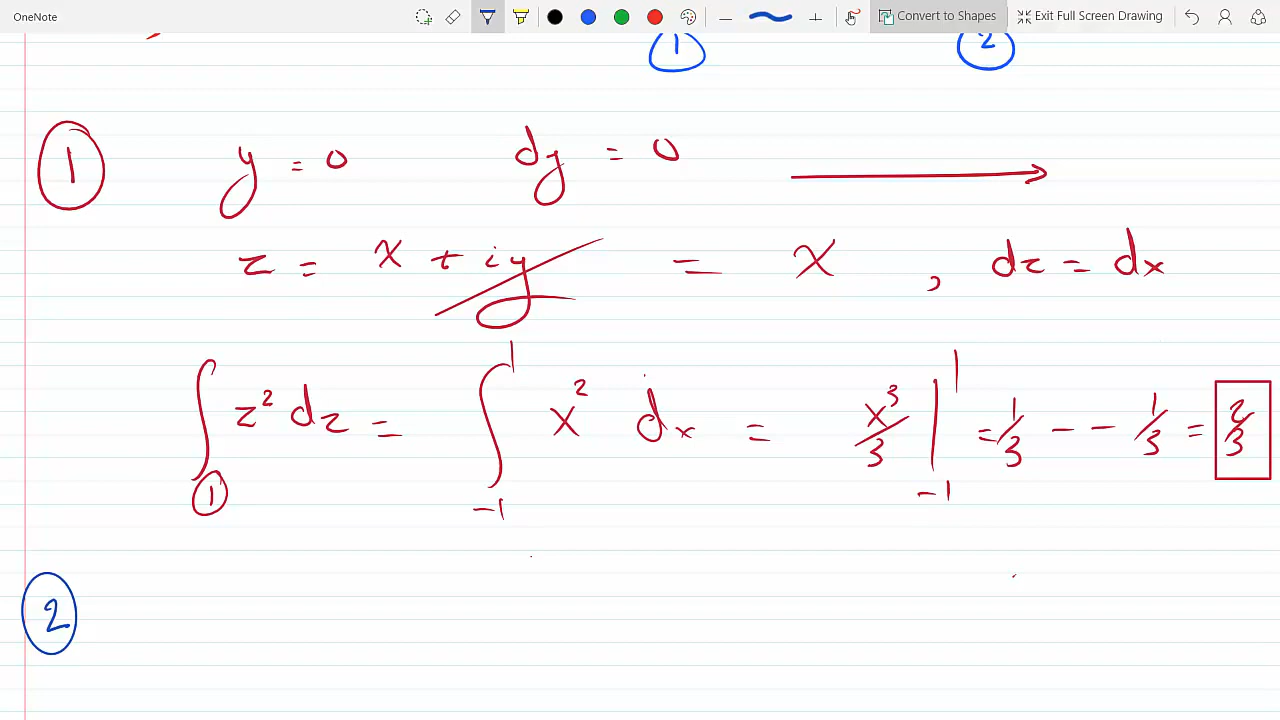 OneNote
Convert to Shapes
Exit Full Screen Drawing
① ②
① y = 0 dy = 0 ⟶
z = x + iy = x , dz = dx
∫_① z² dz = ∫_{-1}^{1} x² dx = x³/3 |_{-1}^{1} = 1/3 - - 1/3 = 2/3
②